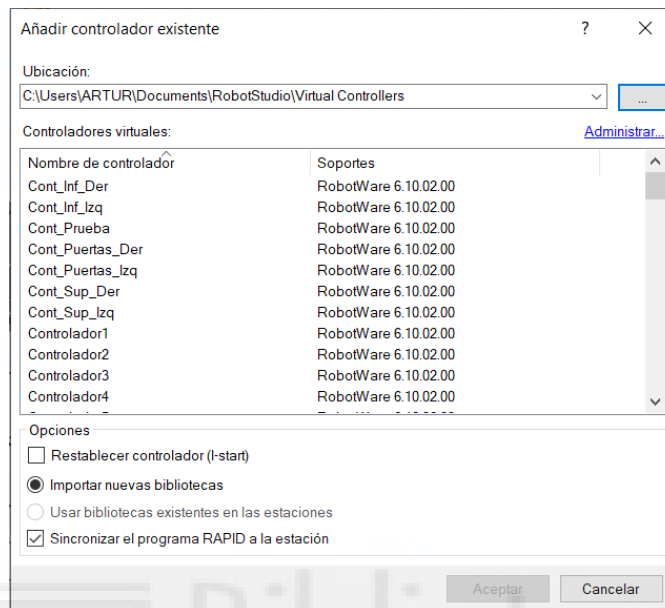 Añadir controlador existente ?
Ubicación:
C:\Users\ARTUR\Documents\RobotStudio\Virtual Controllers ...
Controladores virtuales: Administrar...
Nombre de controlador Soportes
Cont_Inf_Der RobotWare 6.10.02.00
Cont_Inf_Izq RobotWare 6.10.02.00
Cont_Prueba RobotWare 6.10.02.00
Cont_Puertas_Der RobotWare 6.10.02.00
Cont_Puertas_Izq RobotWare 6.10.02.00
Cont_Sup_Der RobotWare 6.10.02.00
Cont_Sup_Izq RobotWare 6.10.02.00
Controlador1 RobotWare 6.10.02.00
Controlador2 RobotWare 6.10.02.00
Controlador3 RobotWare 6.10.02.00
Controlador4 RobotWare 6.10.02.00
Opciones
Restablecer controlador (I-start)
Importar nuevas bibliotecas
Usar bibliotecas existentes en las estaciones
Sincronizar el programa RAPID a la estación
Aceptar Cancelar